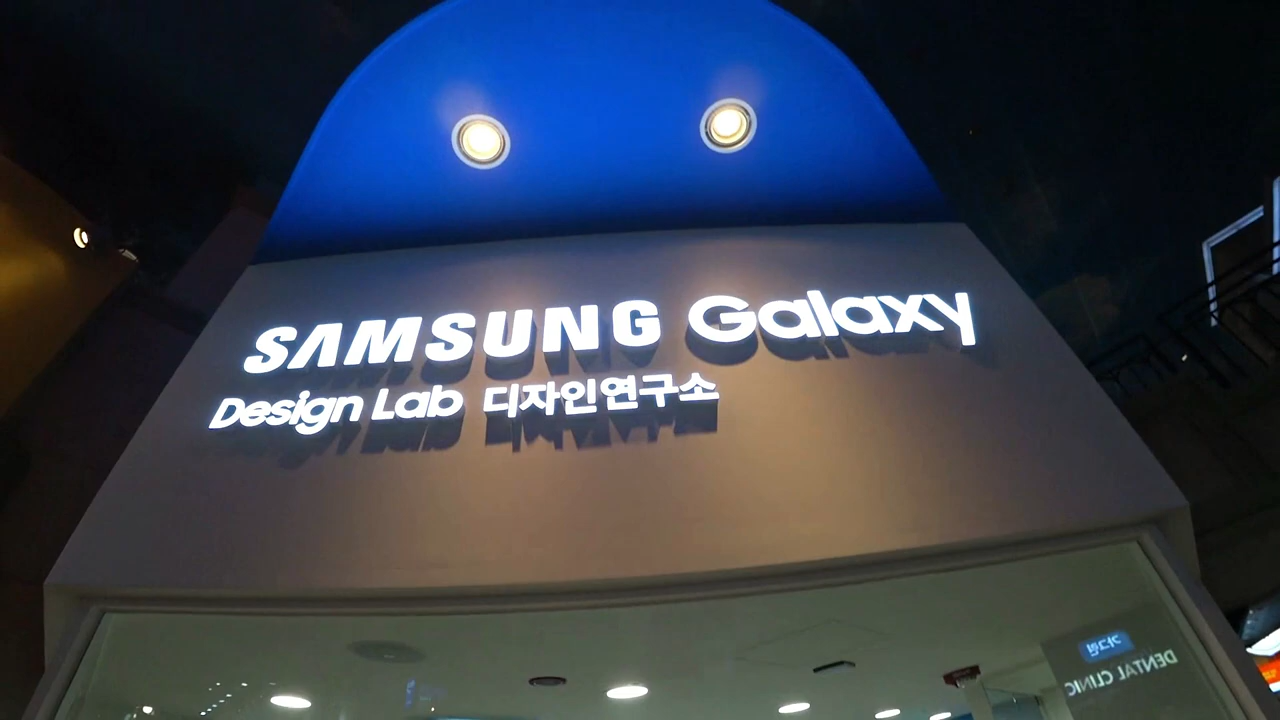 SAMSUNG Galaxy
Design Lab 디자인연구소
DENTAL CLINIC